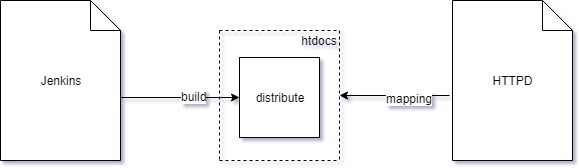 htdocs
Jenkins
build
distribute
mapping
HTTPD